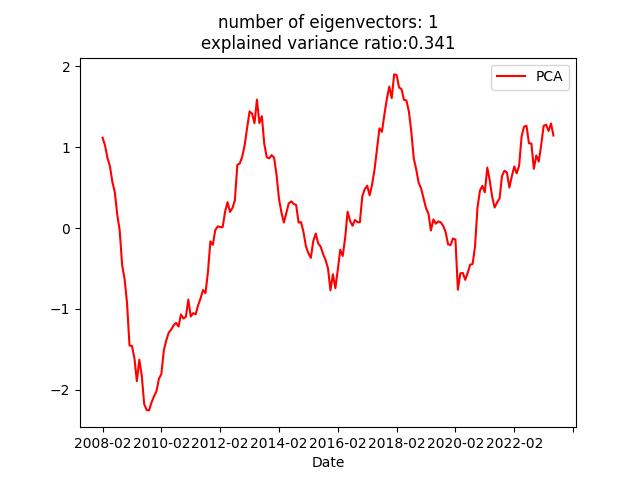 number of eigenvectors: 1
explained variance ratio:0.341
PCA
2
1
0
−1
−2
2008-02 2010-02 2012-02 2014-02 2016-02 2018-02 2020-02 2022-02
Date